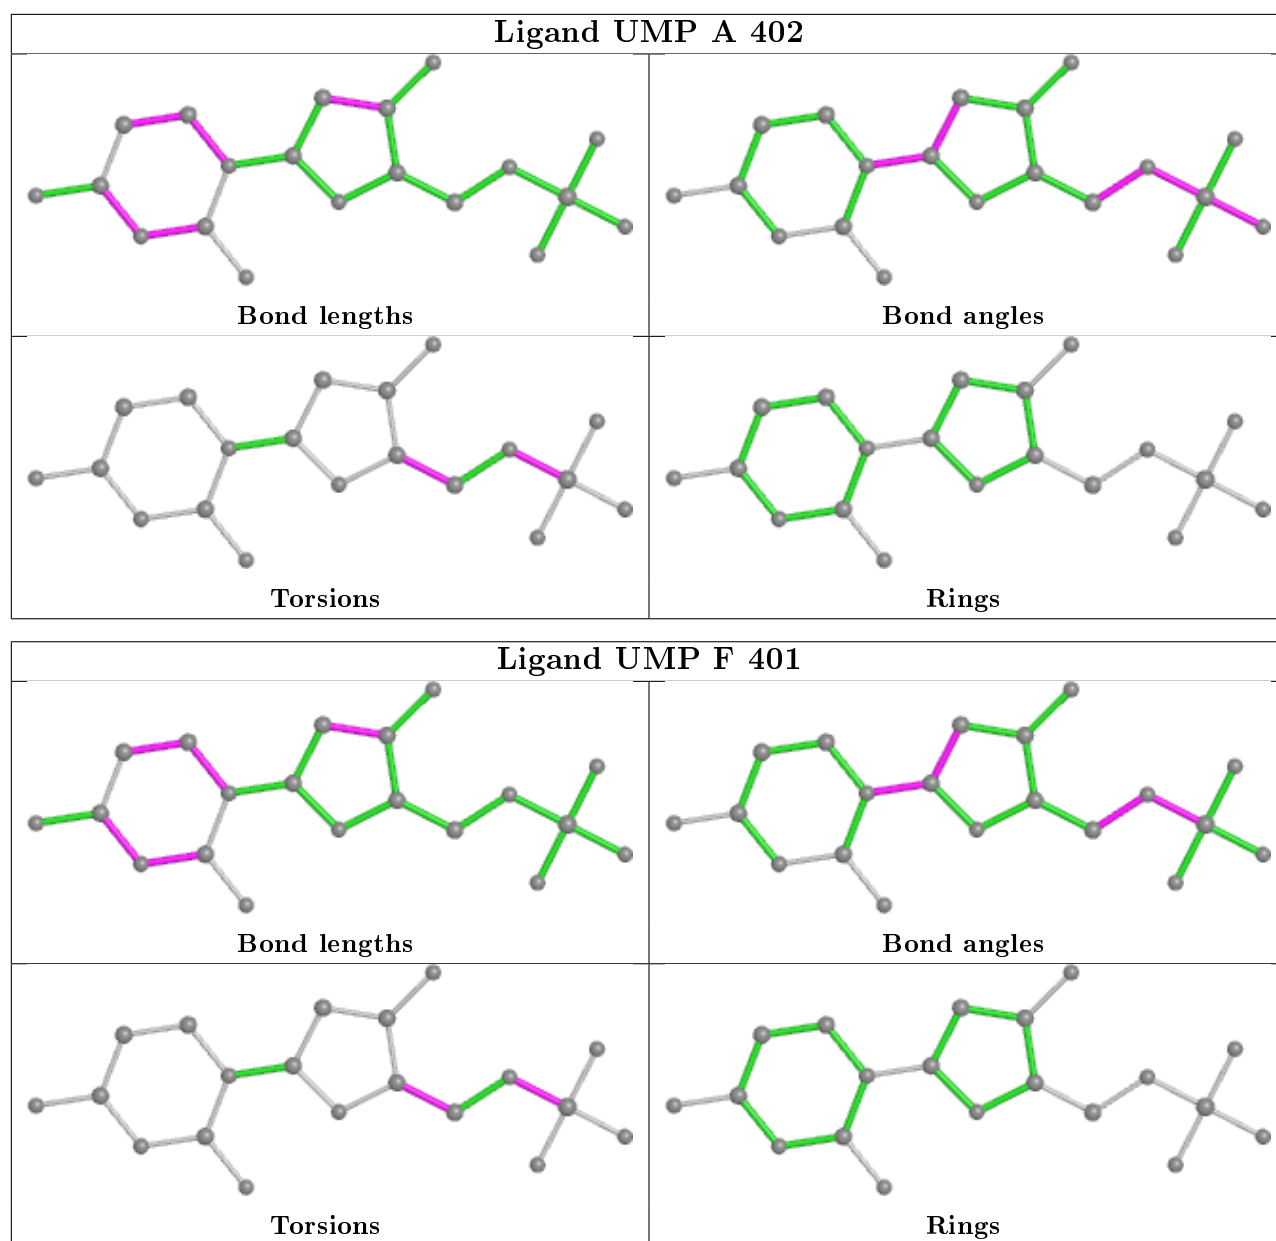 Ligand UMP A 402
Bond lengths
Bond angles
Torsions
Rings
Ligand UMP F 401
Bond lengths
Bond angles
Torsions
Rings